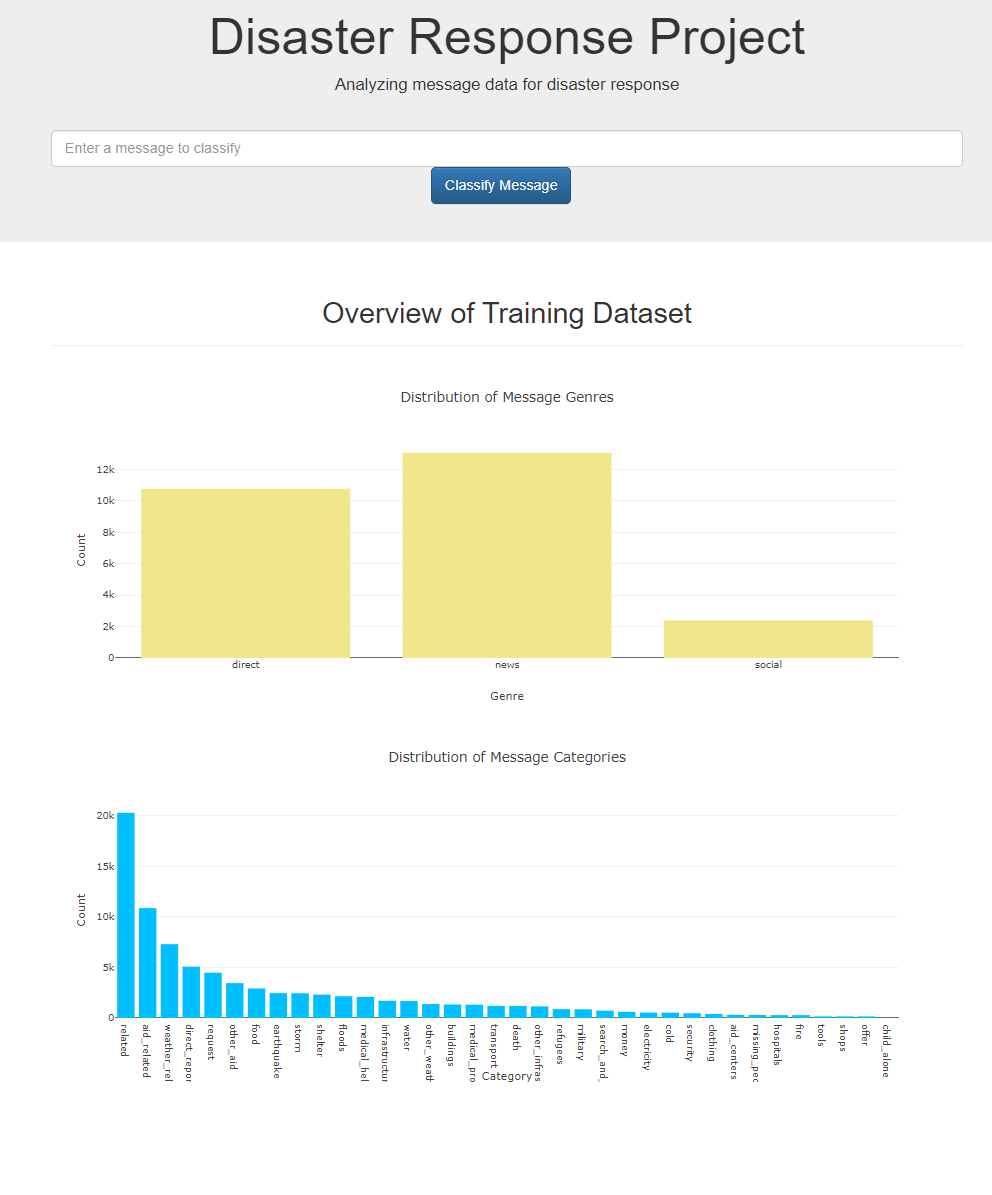 Disaster Response Project
Analyzing message data for disaster response
Enter a message to classify
Classify Message
Overview of Training Dataset
Distribution of Message Genres
12k
10k
8k
6k
4k
2k
0
Count
direct
news
social
Genre
Distribution of Message Categories
20k
15k
10k
5k
0
Count
related
aid_related
weather_rel
direct_repor
request
other_aid
food
earthquake
storm
shelter
floods
medical_hel
infrastructur
water
other_weath
buildings
medical_pro
transport
death
other_infras
refugees
military
search_and_
money
electricity
cold
security
clothing
aid_centers
missing_peo
hospitals
fire
tools
shops
offer
child_alone
Category